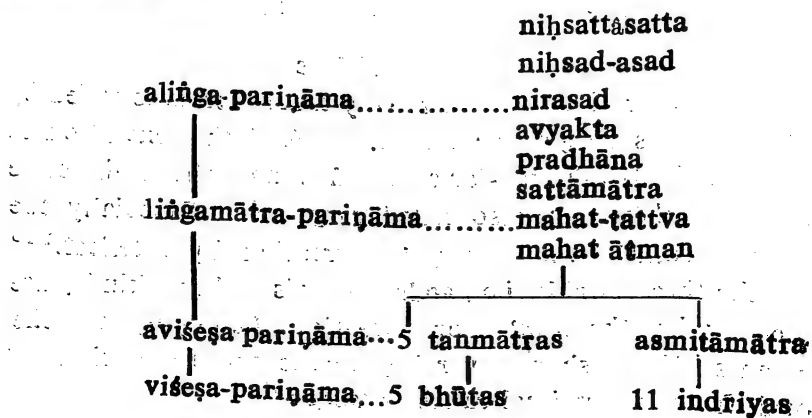 niḥsattâsatta
niḥsad-asad
aliṅga-pariṇāma...............nirasad
avyakta
pradhāna
sattāmātra
liṅgamātra-pariṇāma........mahat-tattva
mahat ātman
aviśeṣa pariṇāma...5 tanmātras asmitāmātra
viśeṣa-pariṇāma...5 bhūtas 11 indriyas